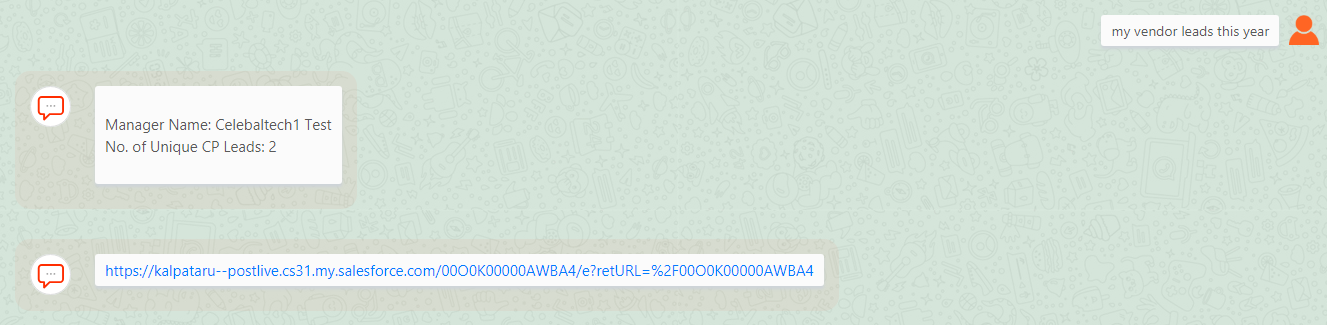 my vendor leads this year
Manager Name: Celebaltech1 Test
No. of Unique CP Leads: 2
https://kalpataru--postlive.cs31.my.salesforce.com/00O0K00000AWBA4/e?retURL=%2F00O0K00000AWBA4